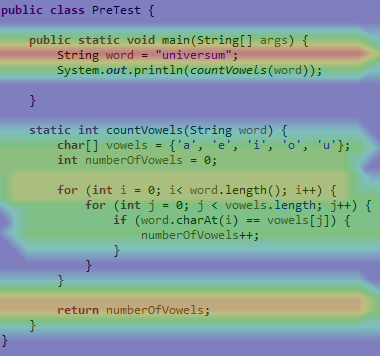 public class PreTest {
public static void main(String[] args) {
String word = "universum";
System.out.println(countVowels(word));
}
static int countVowels(String word) {
char[] vowels = {'a', 'e', 'i', 'o', 'u'};
int numberOfVowels = 0;
for (int i = 0; i< word.length(); i++) {
for (int j = 0; j < vowels.length; j++) {
if (word.charAt(i) == vowels[j]) {
numberOfVowels++;
}
}
}
return numberOfVowels;
}
}